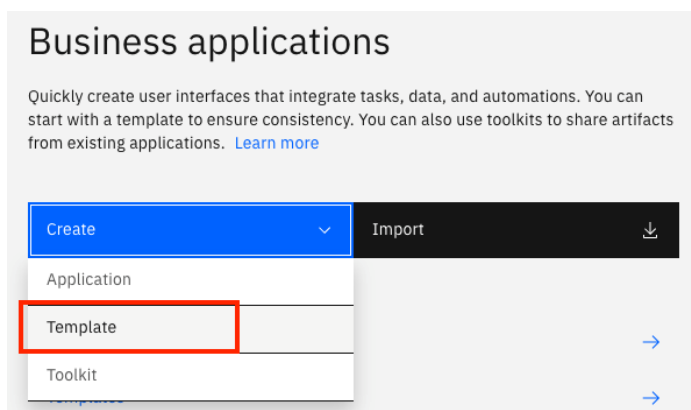 Business applications
Quickly create user interfaces that integrate tasks, data, and automations. You can
start with a template to ensure consistency. You can also use toolkits to share artifacts
from existing applications. Learn more
Create
Import
Application
Template
Toolkit
Templates